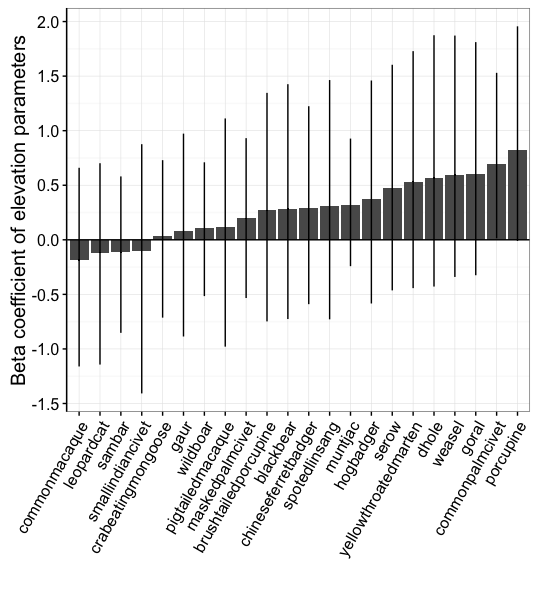 Beta coefficient of elevation parameters
2.0
1.5
1.0
0.5
0.0
-0.5
-1.0
-1.5
commonmacaque
leopardcat
sambar
smallindiancivet
crabeatingmongoose
gaur
wildboar
pigtailedmacaque
maskedpalmcivet
brushtailedporcupine
blackbear
chineseferretbadger
spotedlinsang
muntjac
hogbadger
serow
yellowthroatedmarten
dhole
weasel
goral
commonpalmcivet
porcupine